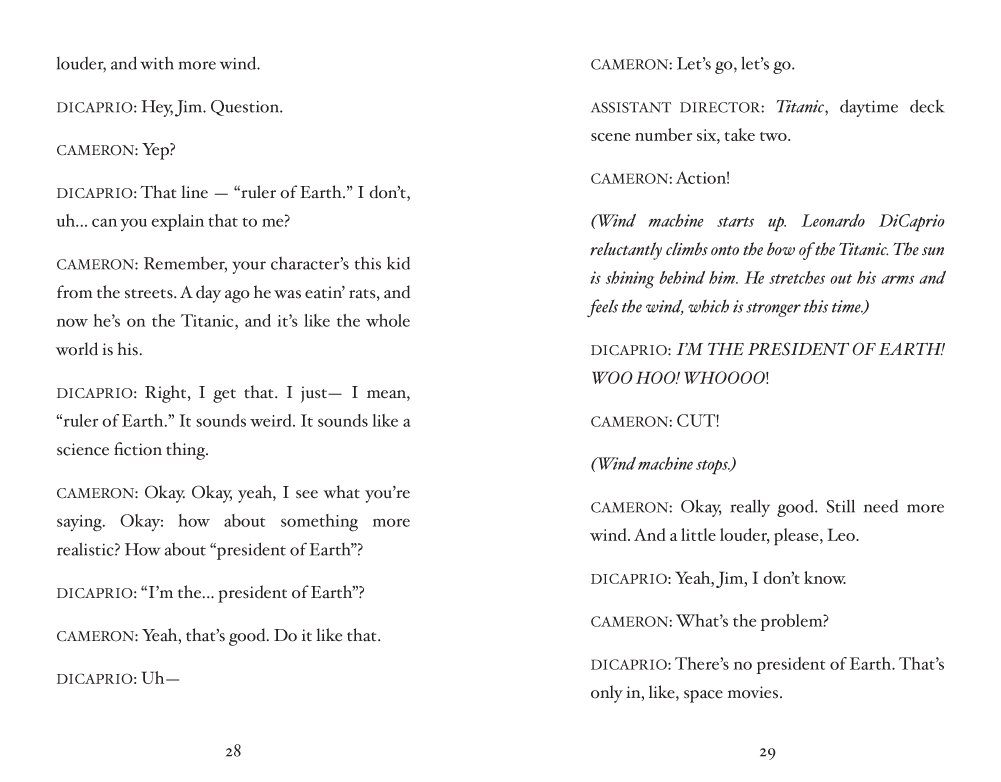 louder, and with more wind.
DICAPRIO: Hey, Jim. Question.
CAMERON: Yep?
DICAPRIO: That line — “ruler of Earth.” I don’t,
uh... can you explain that to me?
CAMERON: Remember, your character’s this kid
from the streets. A day ago he was eatin’ rats, and
now he’s on the Titanic, and it’s like the whole
world is his.
DICAPRIO: Right, I get that. I just— I mean,
“ruler of Earth.” It sounds weird. It sounds like a
science fiction thing.
CAMERON: Okay. Okay, yeah, I see what you’re
saying. Okay: how about something more
realistic? How about “president of Earth”?
DICAPRIO: “I’m the... president of Earth”?
CAMERON: Yeah, that’s good. Do it like that.
DICAPRIO: Uh—
28
CAMERON: Let’s go, let’s go.
ASSISTANT DIRECTOR: Titanic, daytime deck
scene number six, take two.
CAMERON: Action!
(Wind machine starts up. Leonardo DiCaprio
reluctantly climbs onto the bow of the Titanic. The sun
is shining behind him. He stretches out his arms and
feels the wind, which is stronger this time.)
DICAPRIO: I’M THE PRESIDENT OF EARTH!
WOO HOO! WHOOOO!
CAMERON: CUT!
(Wind machine stops.)
CAMERON: Okay, really good. Still need more
wind. And a little louder, please, Leo.
DICAPRIO: Yeah, Jim, I don’t know.
CAMERON: What’s the problem?
DICAPRIO: There’s no president of Earth. That’s
only in, like, space movies.
29